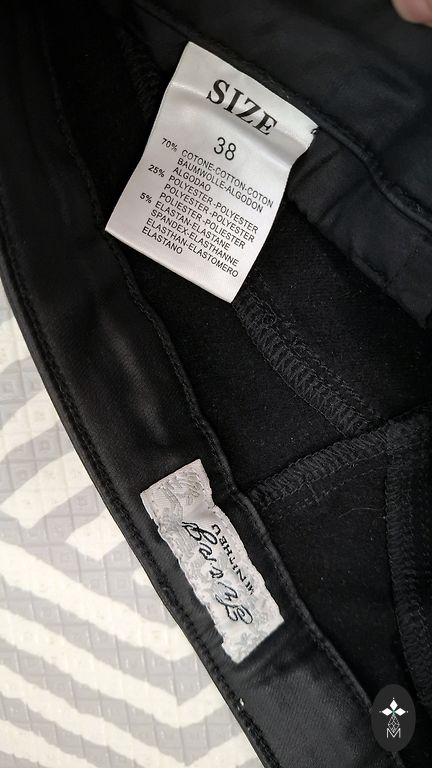 SIZE
38
70% COTONE-COTTON-COTON
BAUMWOLLE-ALGODON
ALGODAO
25% POLYESTER-POLYESTER
POLYESTER-POLYESTER
POLIESTER-POLIESTER
5% ELASTAN-ELASTANE
SPANDEX-ELASTHANNE
ELASTHAN-ELASTOMERO
ELASTANO